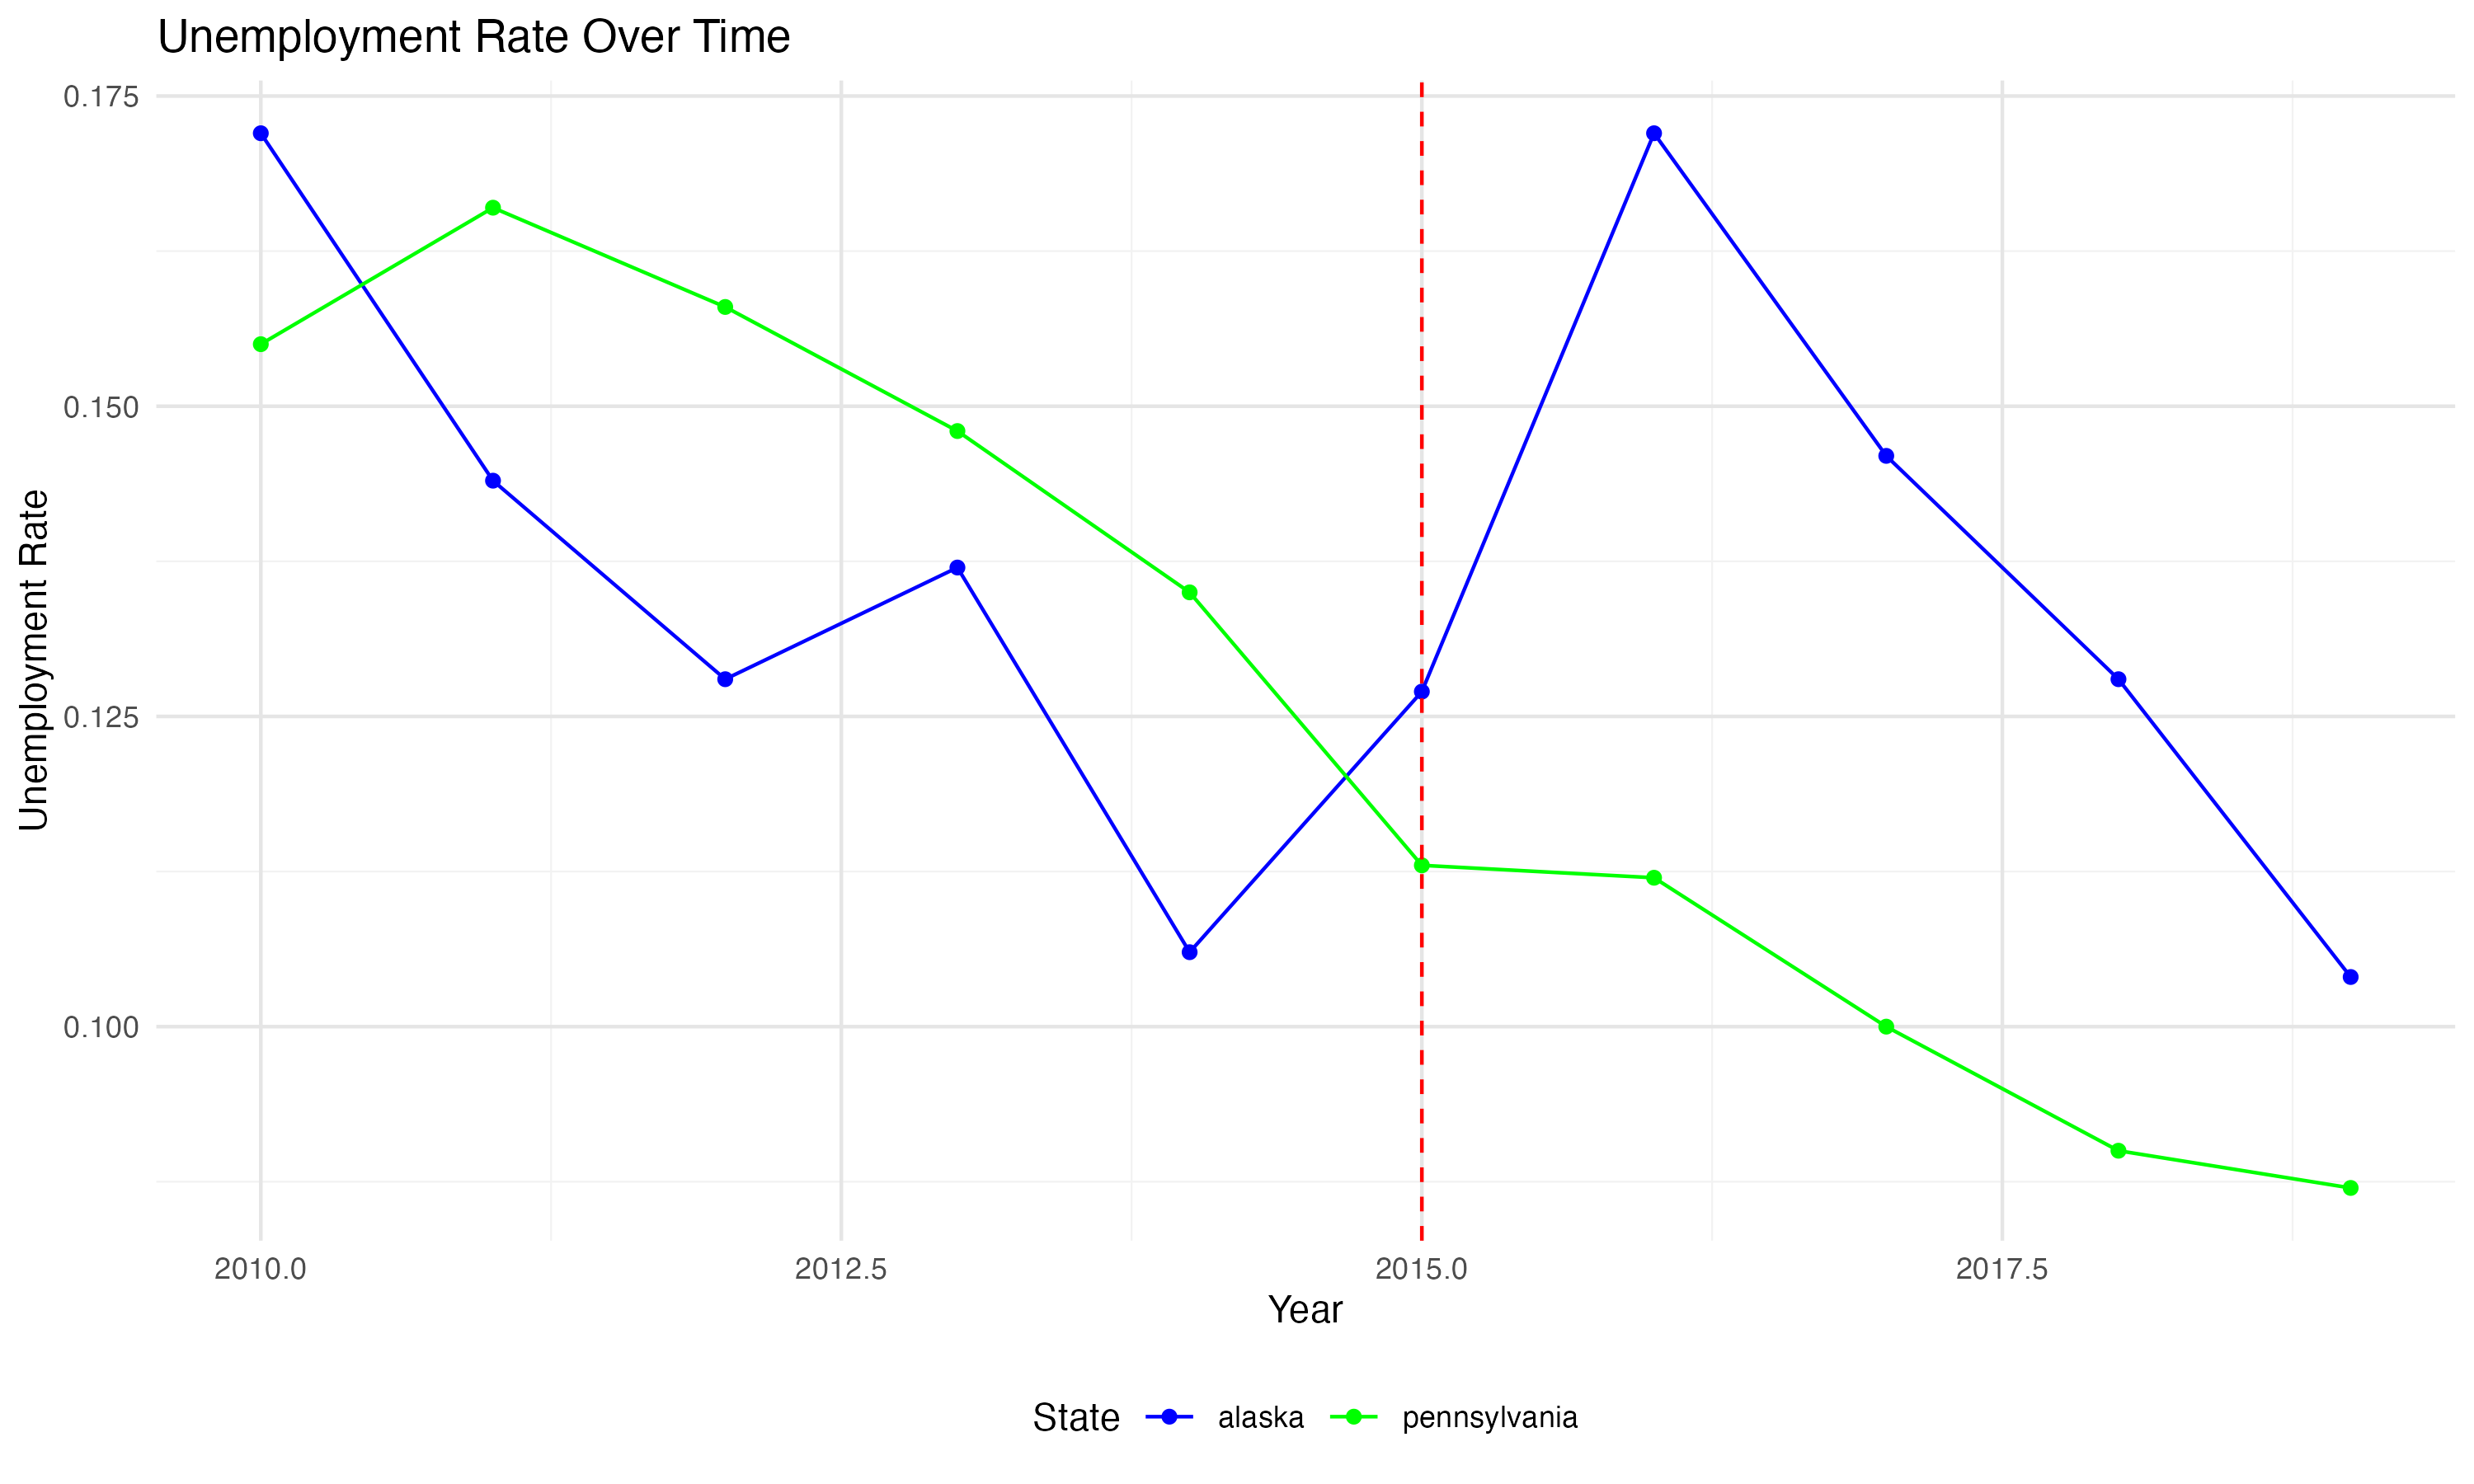 Unemployment Rate Over Time
Unemployment Rate
0.175
0.150
0.125
0.100
2010.0 2012.5 2015.0 2017.5
Year
State alaska pennsylvania